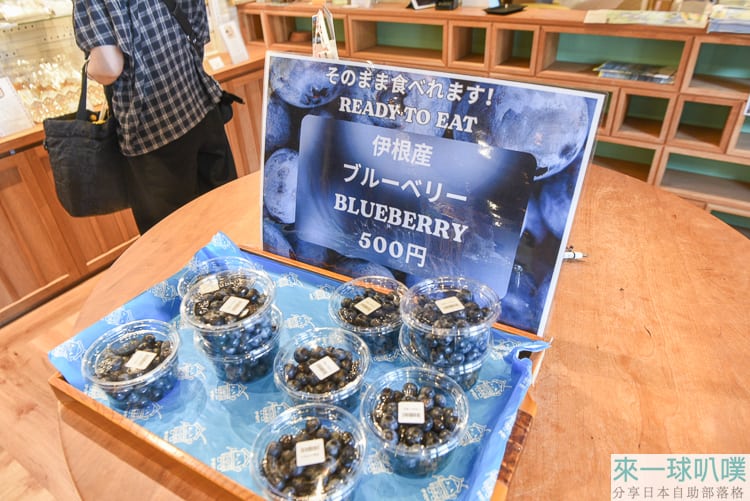 そのまま食べれます!
READY TO EAT
伊根産
ブルーベリー
BLUEBERRY
500円
來一球叭噗
分享日本自助部落格